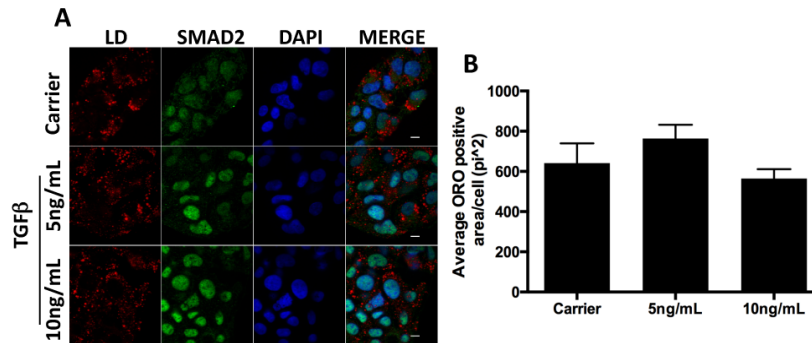 A
LD SMAD2 DAPI MERGE
Carrier
TGFβ
5ng/mL
10ng/mL
B
Average ORO positive
area/cell (pi^2)
1000
800
600
400
200
0
Carrier 5ng/mL 10ng/mL